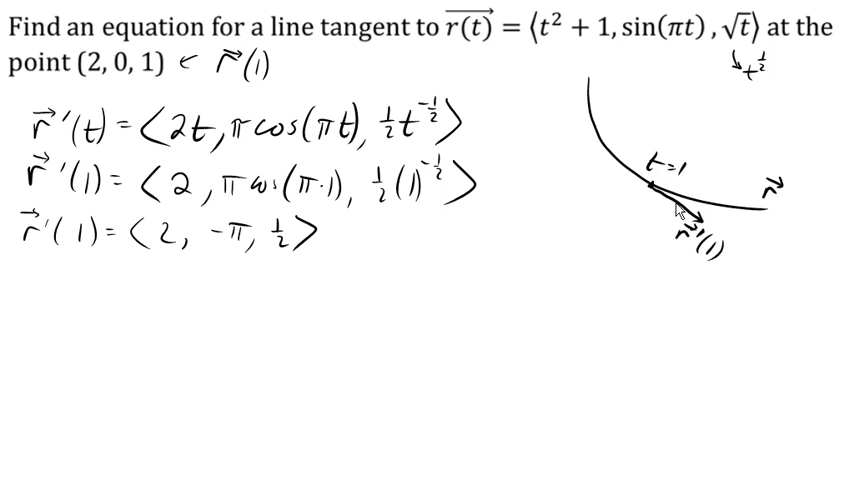 Find an equation for a line tangent to r(t)⃗ = ⟨t² + 1, sin(πt), √t⟩ at the
point (2, 0, 1) ← r⃗(1)
↳ t^½
r⃗'(t) = ⟨2t, π cos(πt), ½t^-½⟩
r⃗'(1) = ⟨2, π cos(π·1), ½(1)^-½⟩
r⃗'(1) = ⟨2, -π, ½⟩
t=1
r⃗
r⃗'(1)